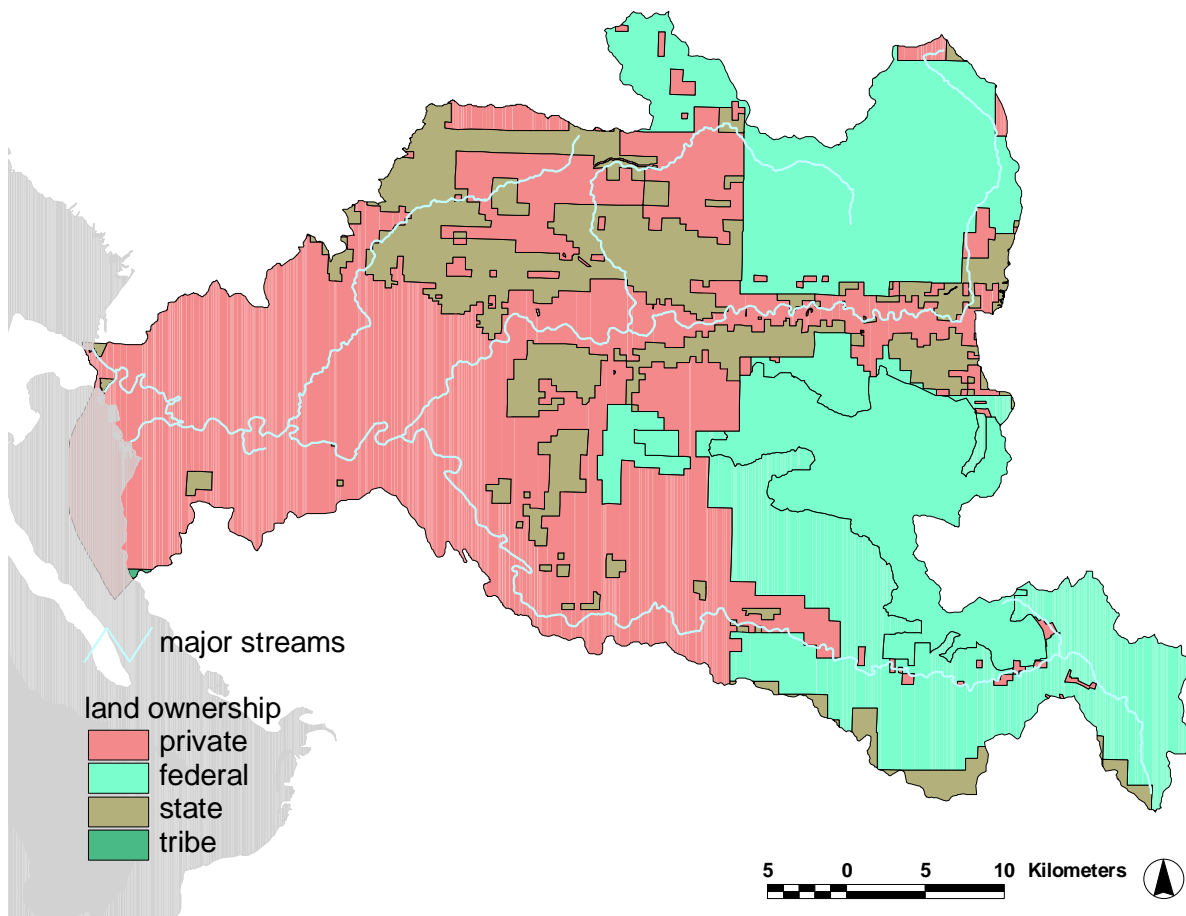 major streams
land ownership
private
federal
state
tribe
5 0 5 10 Kilometers